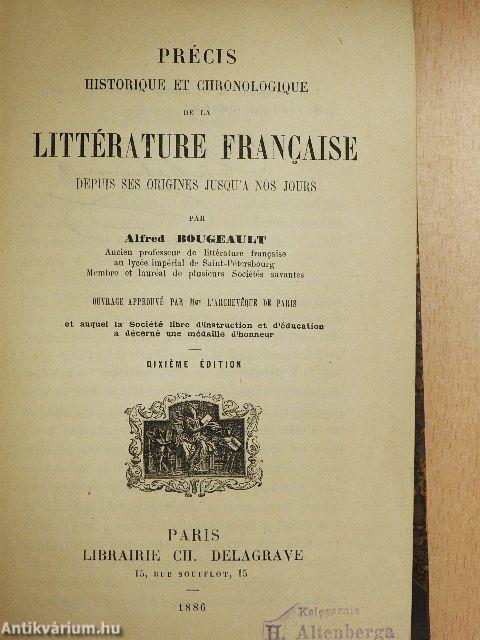 PRÉCIS
HISTORIQUE ET CHRONOLOGIQUE
DE LA
LITTÉRATURE FRANÇAISE
DEPUIS SES ORIGINES JUSQU'A NOS JOURS
PAR
Alfred BOUGEAULT
Ancien professeur de littérature française
au lycée impérial de Saint-Pétersbourg
Membre et lauréat de plusieurs Sociétés savantes
OUVRAGE APPROUVÉ PAR Mgr L'ARCHEVÊQUE DE PARIS
et auquel la Société libre d'instruction et d'éducation
a décerné une médaille d'honneur
DIXIÈME ÉDITION
PARIS
LIBRAIRIE CH. DELAGRAVE
15, RUE SOUFFLOT, 15
1886
Księgarnia
H. Altenberga
Antikvárium.hu